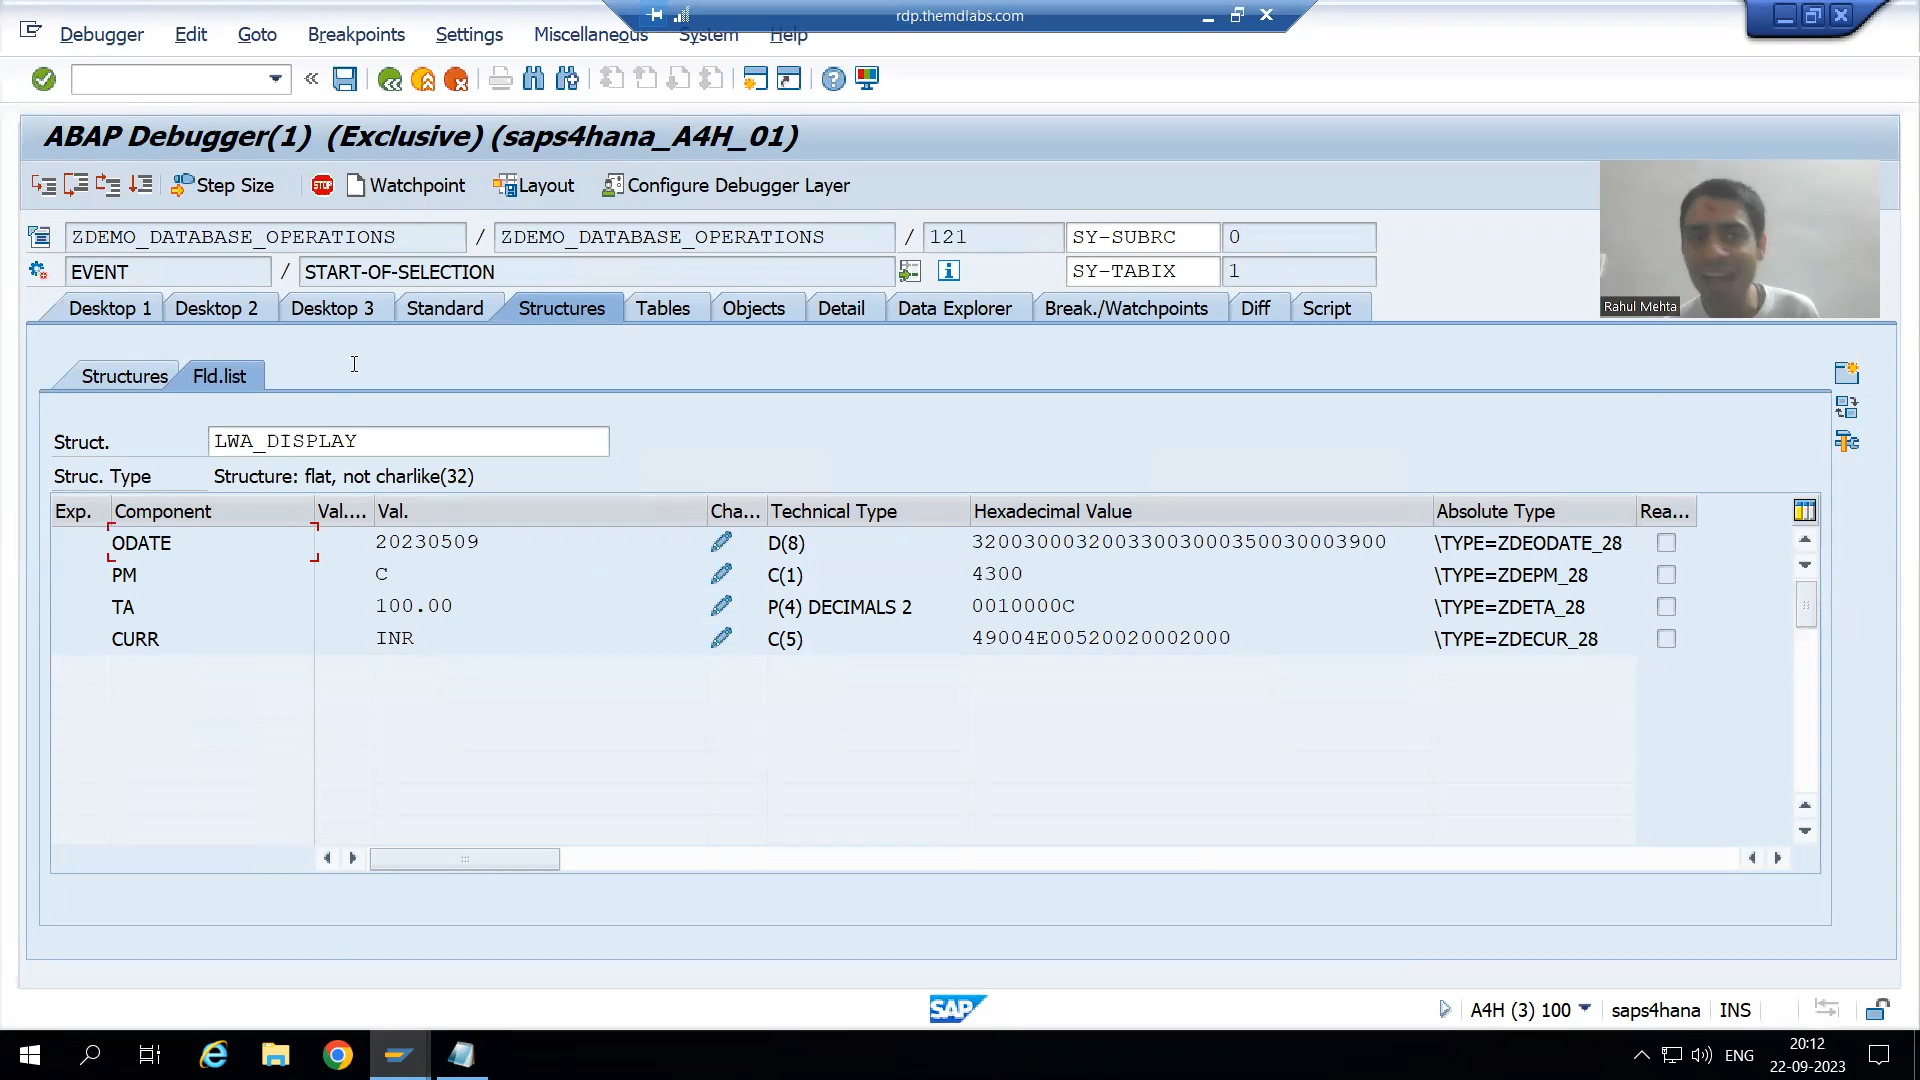 rdp.themdlabs.com
Debugger Edit Goto Breakpoints Settings Miscellaneous System Help
ABAP Debugger(1) (Exclusive) (saps4hana_A4H_01)
Step Size STOP Watchpoint Layout Configure Debugger Layer
ZDEMO_DATABASE_OPERATIONS / ZDEMO_DATABASE_OPERATIONS / 121 SY-SUBRC 0
EVENT / START-OF-SELECTION SY-TABIX 1
Rahul Mehta
Desktop 1 Desktop 2 Desktop 3 Standard Structures Tables Objects Detail Data Explorer Break./Watchpoints Diff Script
Structures Fld.list
Struct. LWA_DISPLAY
Struc. Type Structure: flat, not charlike(32)
Exp. Component Val.... Val. Cha... Technical Type Hexadecimal Value Absolute Type Rea...
ODATE 20230509 D(8) 32003000320033003000350030003900 \TYPE=ZDEODATE_28
PM C C(1) 4300 \TYPE=ZDEPM_28
TA 100.00 P(4) DECIMALS 2 0010000C \TYPE=ZDETA_28
CURR INR C(5) 49004E00520020002000 \TYPE=ZDECUR_28
SAP A4H (3) 100 saps4hana INS
ENG 20:12
22-09-2023